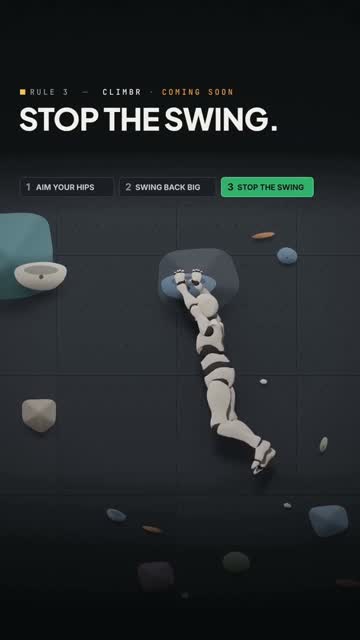 RULE 3 — CLIMBR · COMING SOON
STOP THE SWING.
1 AIM YOUR HIPS 2 SWING BACK BIG 3 STOP THE SWING